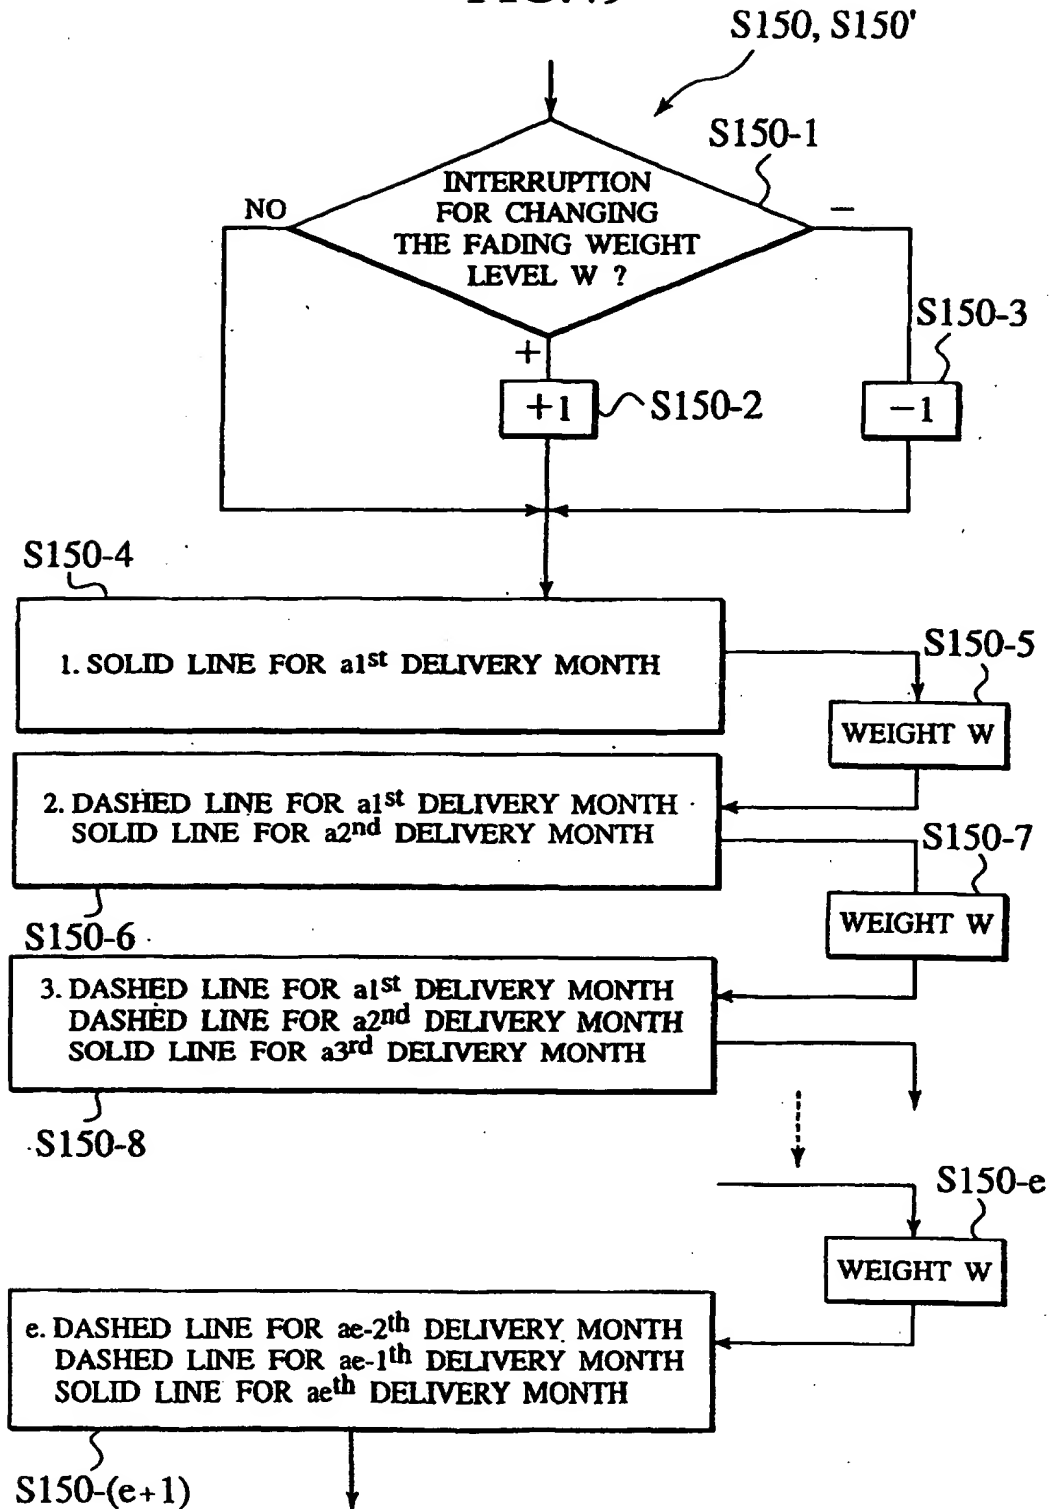 S150, S150'
S150-1
INTERRUPTION
FOR CHANGING
THE FADING WEIGHT
LEVEL W ?
NO
−
+
S150-3
+1
S150-2
−1
S150-4
1. SOLID LINE FOR a1st DELIVERY MONTH
S150-5
WEIGHT W
2. DASHED LINE FOR a1st DELIVERY MONTH
SOLID LINE FOR a2nd DELIVERY MONTH
S150-7
WEIGHT W
S150-6
3. DASHED LINE FOR a1st DELIVERY MONTH
DASHED LINE FOR a2nd DELIVERY MONTH
SOLID LINE FOR a3rd DELIVERY MONTH
S150-8
S150-e
WEIGHT W
e. DASHED LINE FOR ae-2th DELIVERY MONTH
DASHED LINE FOR ae-1th DELIVERY MONTH
SOLID LINE FOR aeth DELIVERY MONTH
S150-(e+1)